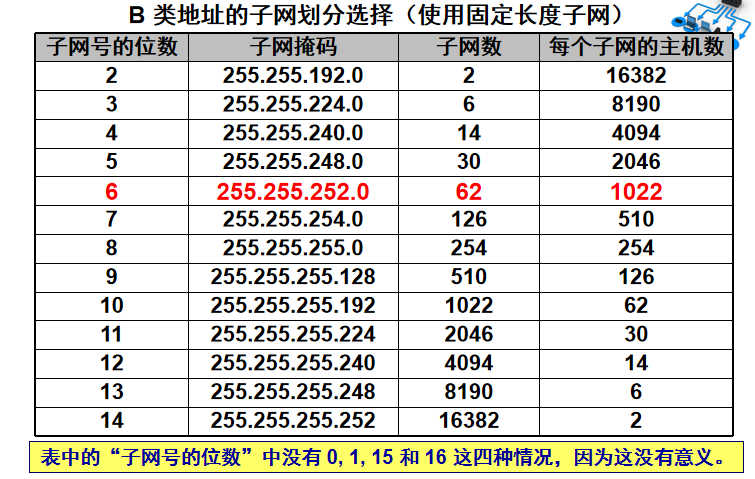 B 类地址的子网划分选择（使用固定长度子网）
子网号的位数 子网掩码 子网数 每个子网的主机数
2 255.255.192.0 2 16382
3 255.255.224.0 6 8190
4 255.255.240.0 14 4094
5 255.255.248.0 30 2046
6 255.255.252.0 62 1022
7 255.255.254.0 126 510
8 255.255.255.0 254 254
9 255.255.255.128 510 126
10 255.255.255.192 1022 62
11 255.255.255.224 2046 30
12 255.255.255.240 4094 14
13 255.255.255.248 8190 6
14 255.255.255.252 16382 2
表中的“子网号的位数”中没有 0, 1, 15 和 16 这四种情况，因为这没有意义。